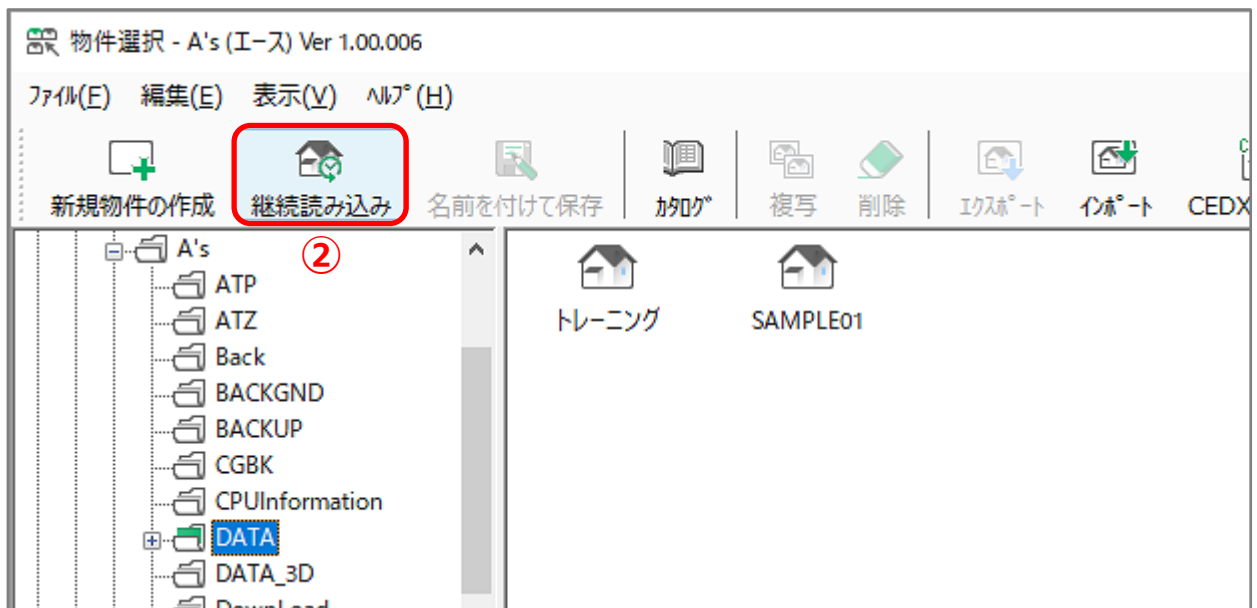 物件選択 - A's (エース) Ver 1.00.006
ﾌｧｲﾙ(F) 編集(E) 表示(V) ﾍﾙﾌﾟ(H)
新規物件の作成 継続読み込み 名前を付けて保存 ｶﾀﾛｸﾞ 複写 削除 ｴｸｽﾎﾟｰﾄ ｲﾝﾎﾟｰﾄ CEDX
②
A's
ATP
ATZ
Back
BACKGND
BACKUP
CGBK
CPUInformation
DATA
DATA_3D
DownLoad
トレーニング
SAMPLE01